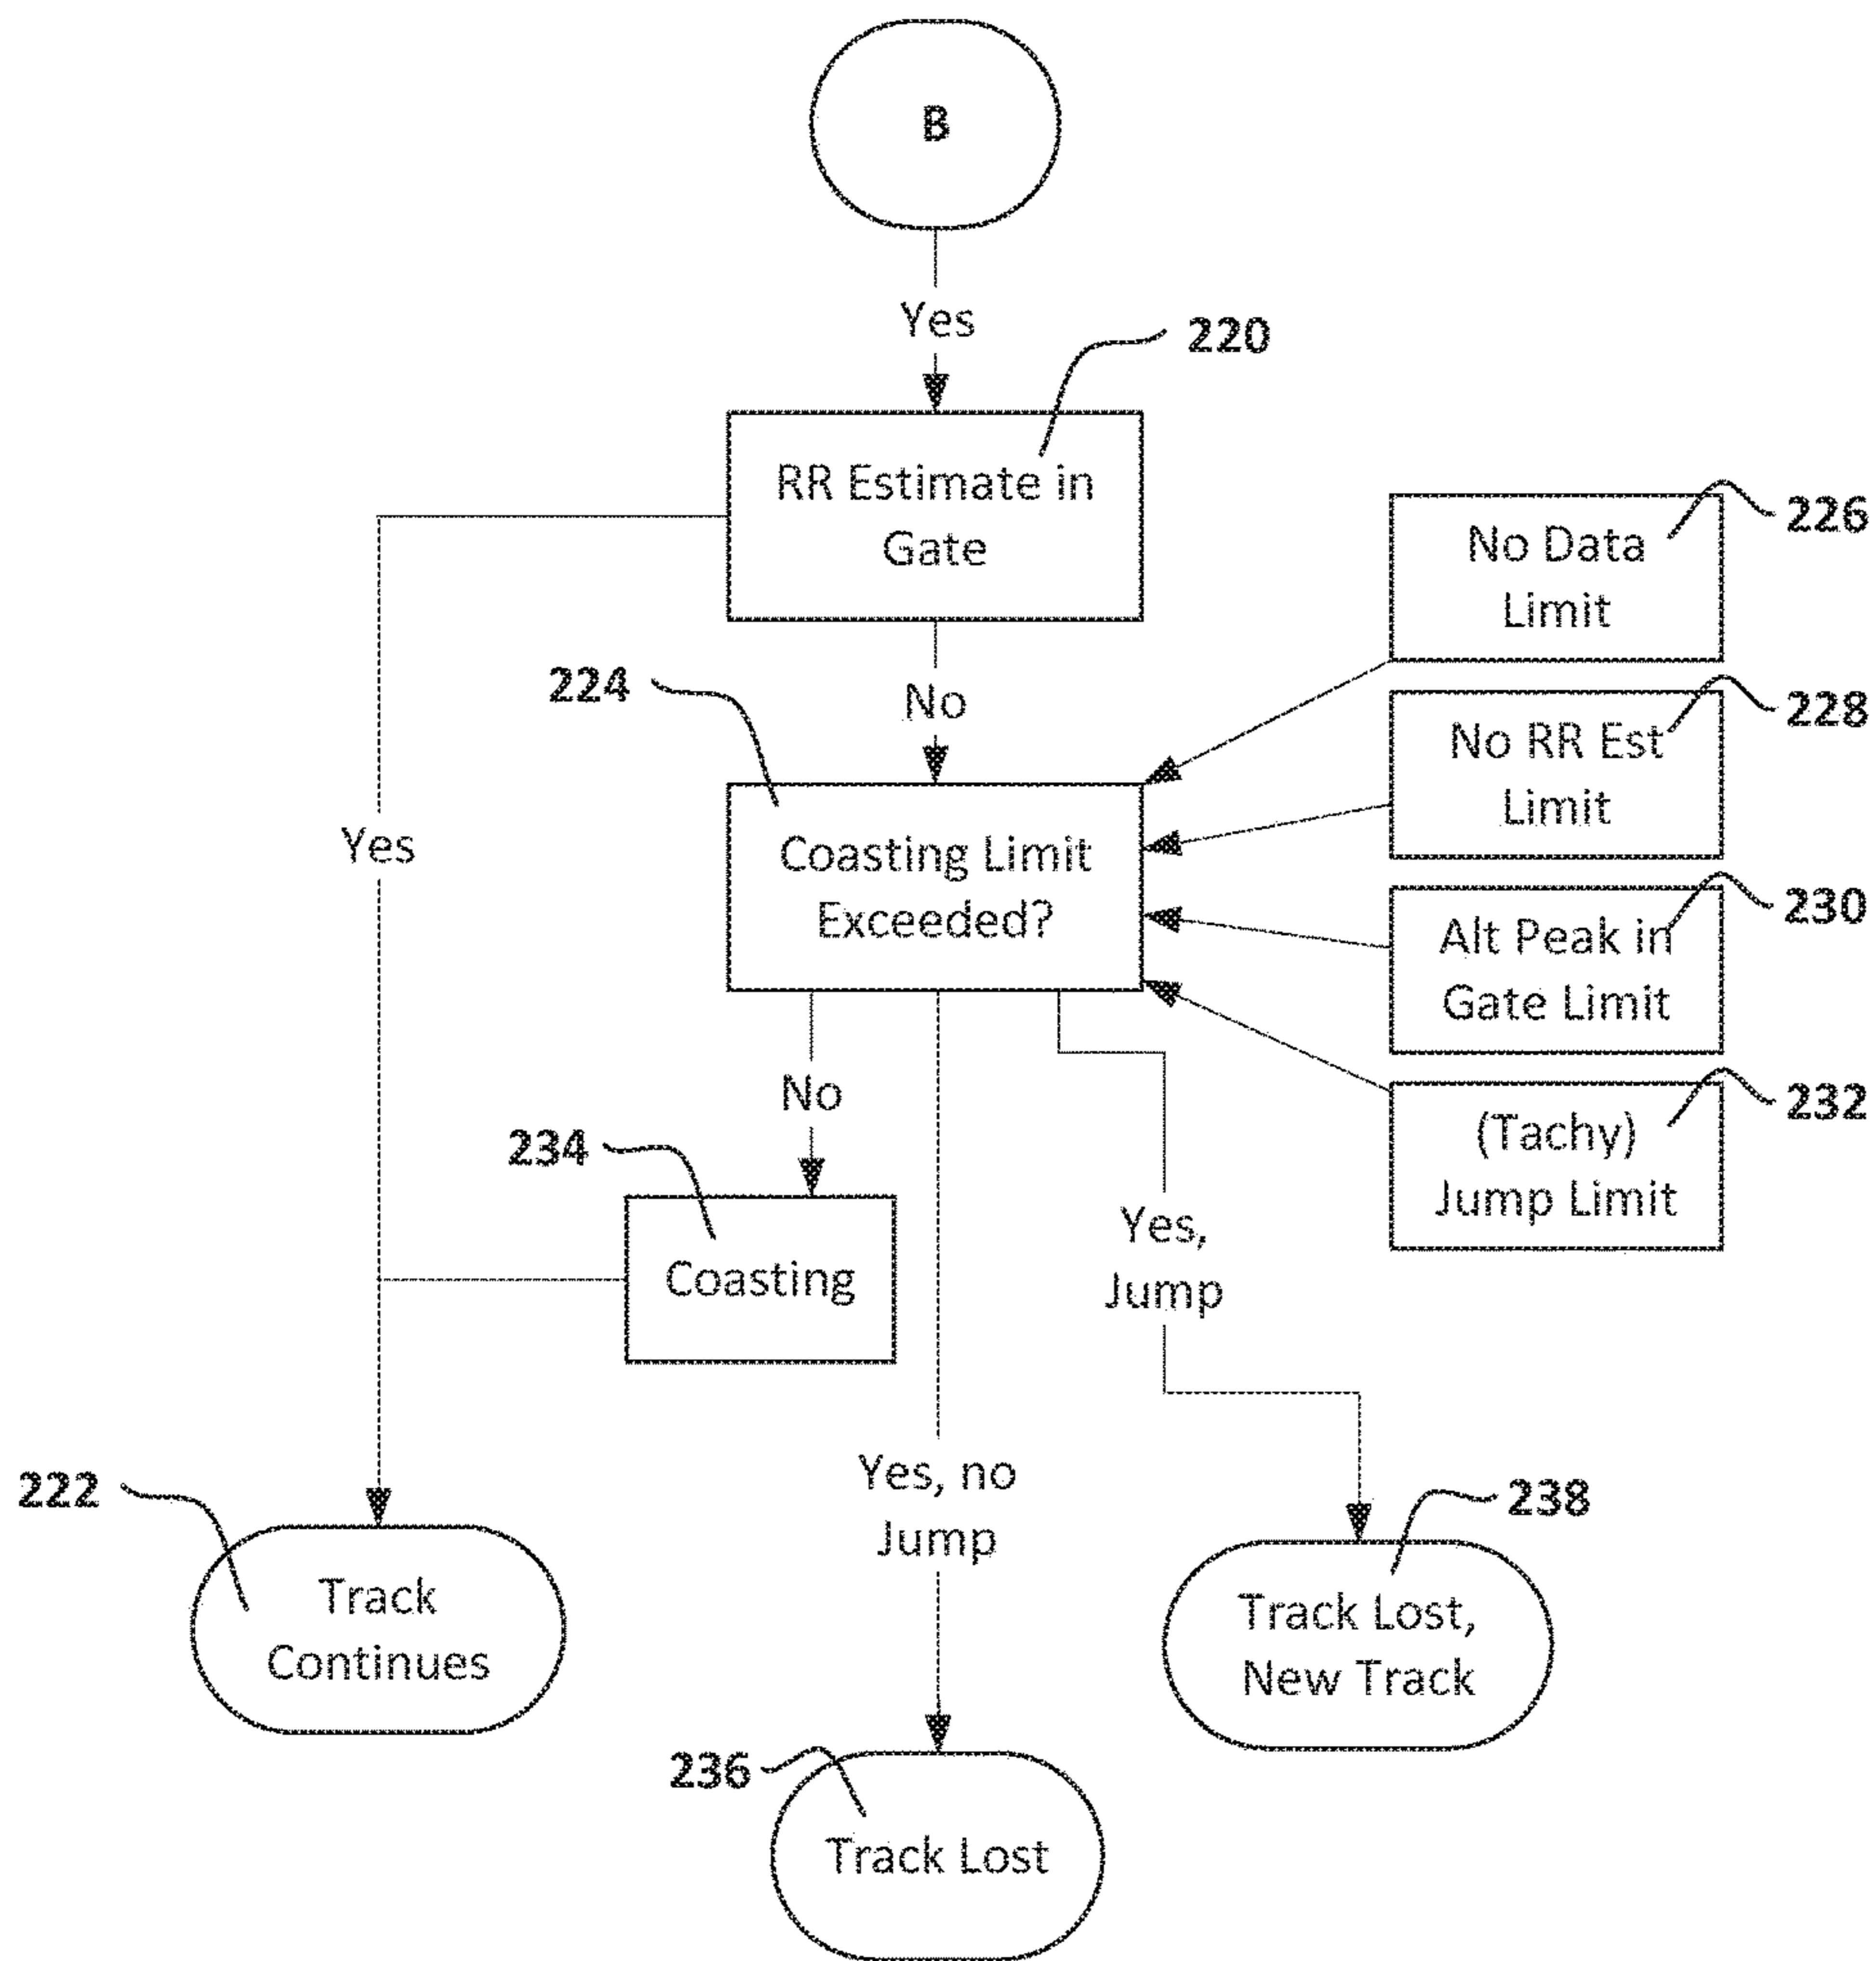 B
Yes
220
RR Estimate in
Gate
226
No Data
Limit
224
No
228
No RR Est
Limit
Yes
Coasting Limit
Exceeded?
230
Alt Peak in
Gate Limit
No
232
(Tachy)
Jump Limit
234
Coasting
Yes,
Jump
222
Yes, no
Jump
238
Track
Continues
Track Lost,
New Track
236
Track Lost